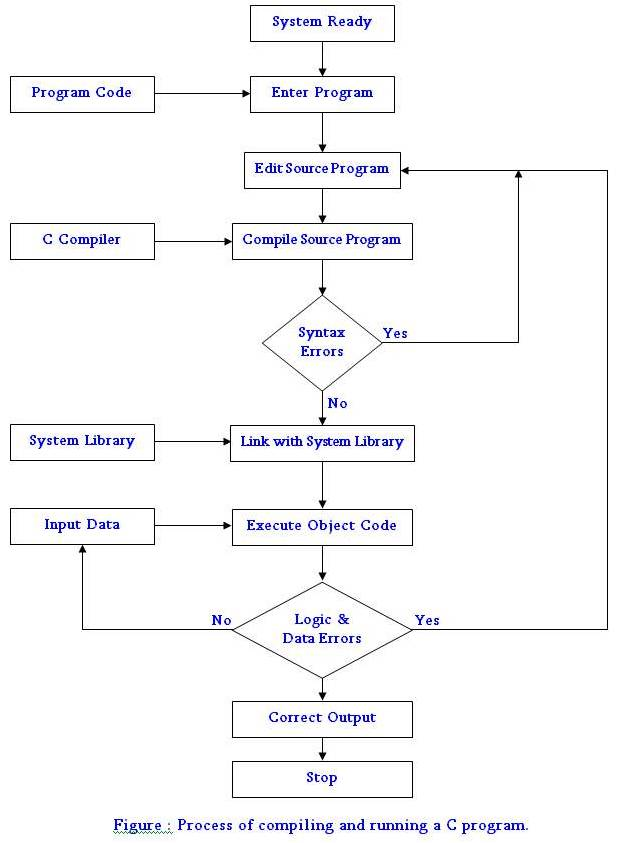 System Ready
Program Code
Enter Program
Edit Source Program
C Compiler
Compile Source Program
Syntax
Errors
Yes
No
System Library
Link with System Library
Input Data
Execute Object Code
No
Logic &
Data Errors
Yes
Correct Output
Stop
Figure : Process of compiling and running a C program.